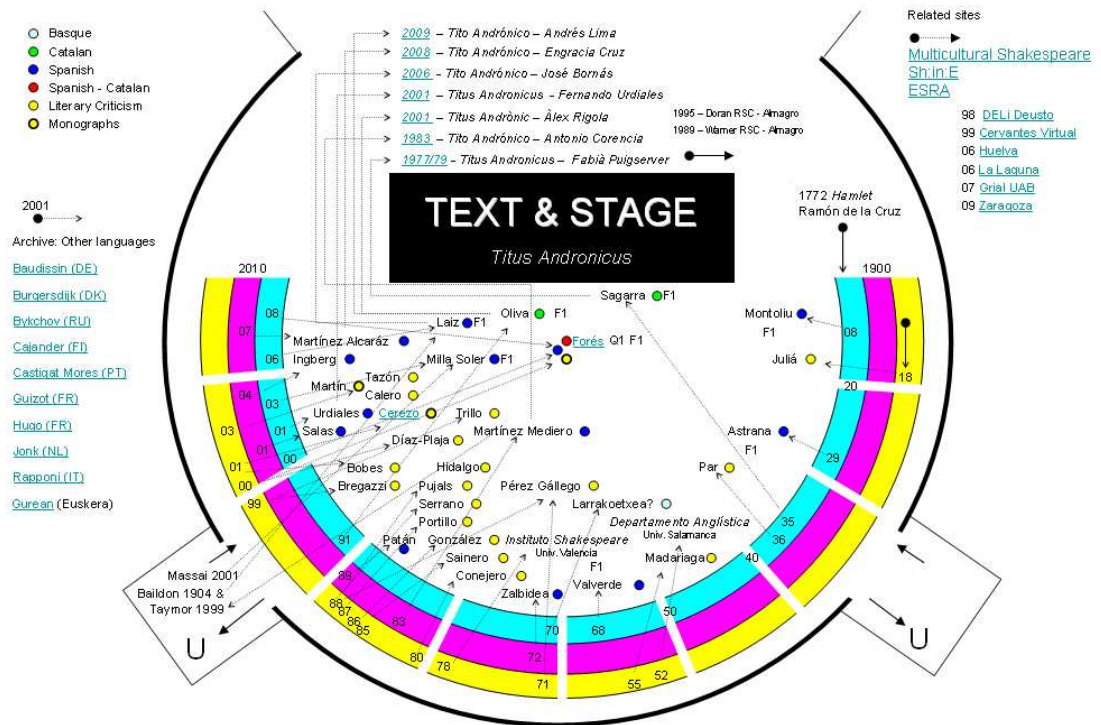 Basque
Catalan
Spanish
Spanish - Catalan
Literary Criticism
Monographs
2009 – Tito Andrónico – Andrés Lima
2008 – Tito Andrónico – Engracia Cruz
2006 – Tito Andrónico – José Bornás
2001 – Titus Andronicus - Fernando Urdiales
2001 – Titus Andrònic – Àlex Rigola
1983 – Tito Andrónico – Antonio Corencia
1977/79 - Titus Andronicus – Fabià Puigserver
1995 – Doran RSC - Almagro
1989 – Warner RSC - Almagro
Related sites
Multicultural Shakespeare
Sh:in:E
ESRA
98 DELi Deusto
99 Cervantes Virtual
06 Huelva
06 La Laguna
07 Grial UAB
09 Zaragoza
2001
Archive: Other languages
Baudissin (DE)
Burgersdijk (DK)
Bykchov (RU)
Cajander (FI)
Castigat Mores (PT)
Guizot (FR)
Hugo (FR)
Jonk (NL)
Rapponi (IT)
Gurean (Euskera)
TEXT & STAGE
Titus Andronicus
1772 Hamlet
Ramón de la Cruz
2010
1900
Sagarra F1
08
Oliva F1
Laiz F1
Montoliu
F1
08
07
Martínez Alcaráz
Forés Q1 F1
06
Ingberg
Milla Soler F1
Juliá
18
Martín
Tazón
20
04
Calero
03
Urdiales
Cerezo
Trillo
03
01
Salas
Díaz-Plaja
Martínez Mediero
Astrana
F1
29
01
00
01
Bobes
Hidalgo
Par
00
Bregazzi
Pujals
Pérez Gállego
99
Serrano
Larrakoetxea?
Portillo
Departamento Anglística
Univ. Salamanca
35
91
Patán
González
Instituto Shakespeare
Univ. Valencia
F1
36
Sainero
Madariaga
40
Massai 2001
Baildon 1904 &
Taymor 1999
89
Conejero
Zalbidea
Valverde
88
87
86
85
83
50
70
68
80
78
72
71
55
52
U
U